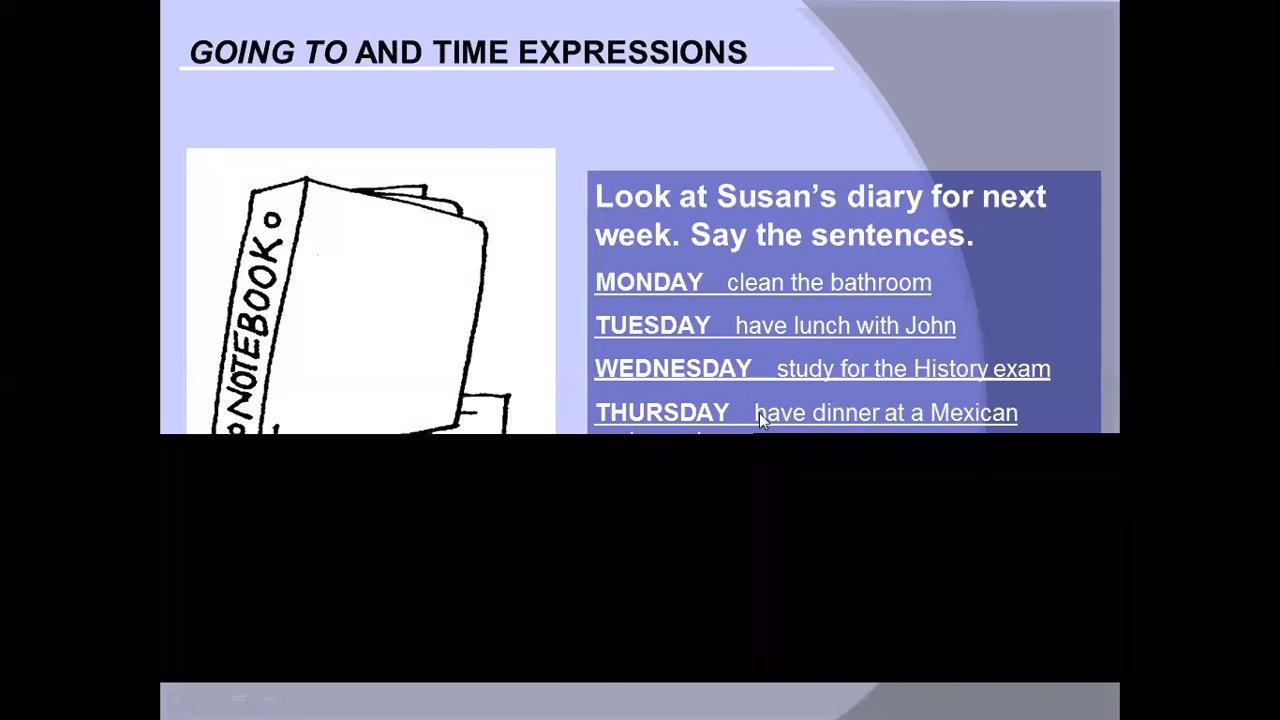 GOING TO AND TIME EXPRESSIONS
NOTEBOOK
Look at Susan’s diary for next
week. Say the sentences.
MONDAY clean the bathroom
TUESDAY have lunch with John
WEDNESDAY study for the History exam
THURSDAY have dinner at a Mexican